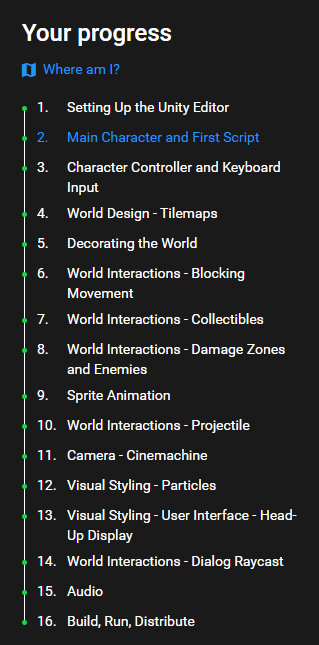 Your progress
Where am I?
1. Setting Up the Unity Editor
2. Main Character and First Script
3. Character Controller and Keyboard
Input
4. World Design - Tilemaps
5. Decorating the World
6. World Interactions - Blocking
Movement
7. World Interactions - Collectibles
8. World Interactions - Damage Zones
and Enemies
9. Sprite Animation
10. World Interactions - Projectile
11. Camera - Cinemachine
12. Visual Styling - Particles
13. Visual Styling - User Interface - Head-
Up Display
14. World Interactions - Dialog Raycast
15. Audio
16. Build, Run, Distribute